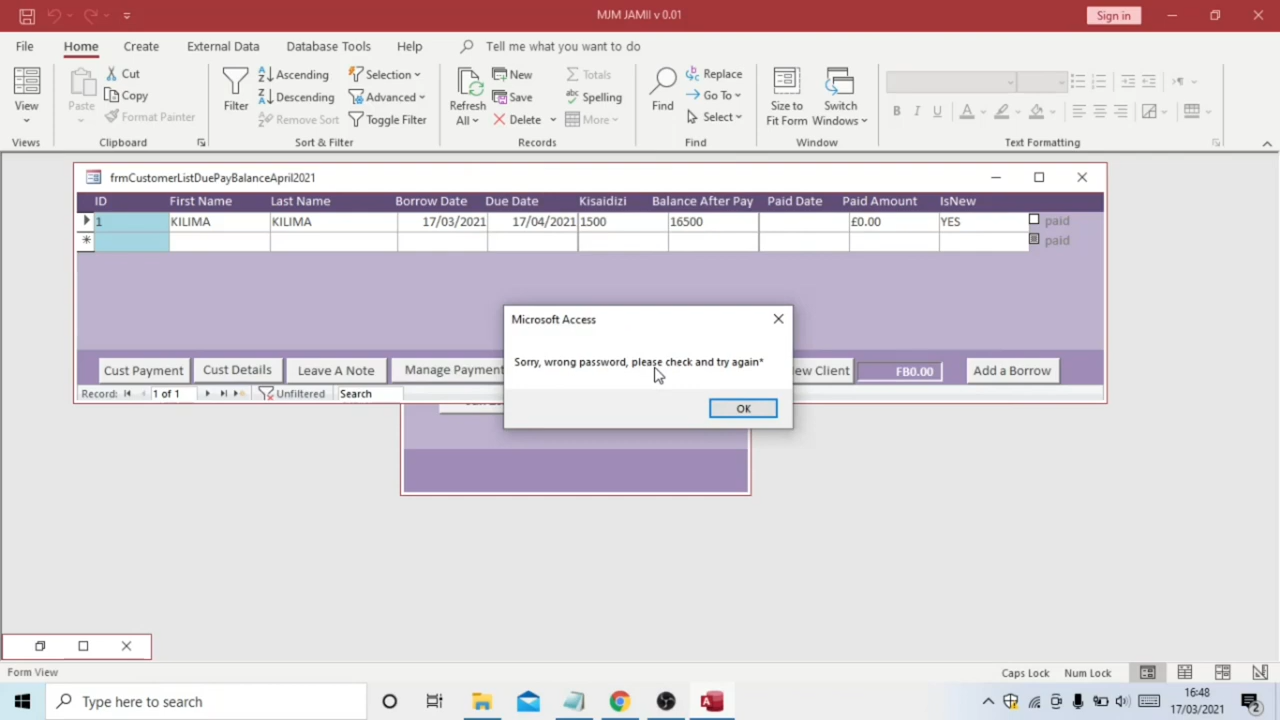 MJM JAMII v 0.01
Sign in
File Home Create External Data Database Tools Help Tell me what you want to do
View
Views
Paste
Cut
Copy
Format Painter
Clipboard
Filter
Ascending
Descending
Remove Sort
Selection
Advanced
Toggle Filter
Sort & Filter
Refresh
All
New
Save
Delete
Totals
Spelling
More
Records
Find
Replace
Go To
Select
Find
Size to
Fit Form
Switch
Windows
Window
B I U
Text Formatting
frmCustomerListDuePayBalanceApril2021
ID First Name Last Name Borrow Date Due Date Kisaidizi Balance After Pay Paid Date Paid Amount IsNew
1 KILIMA KILIMA 17/03/2021 17/04/2021 1500 16500 £0.00 YES paid
paid
Microsoft Access
Sorry, wrong password, please check and try again*
OK
Cust Payment Cust Details Leave A Note Manage Payment Client FB0.00 Add a Borrow
Record: 1 of 1 Unfiltered Search
Form View
Caps Lock Num Lock
Type here to search
16:48
17/03/2021
2